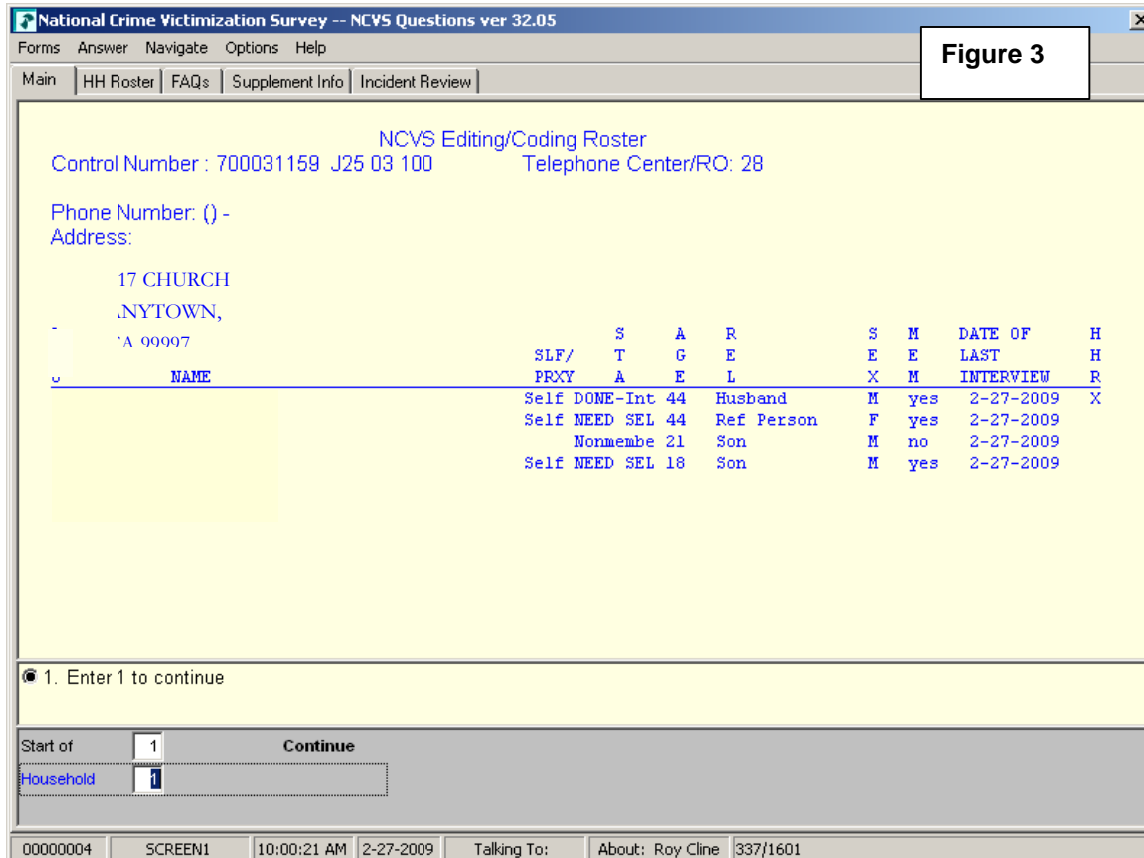 National Crime Victimization Survey -- NCVS Questions ver 32.05
Forms Answer Navigate Options Help
Figure 3
Main HH Roster FAQs Supplement Info Incident Review
NCVS Editing/Coding Roster
Control Number : 700031159 J25 03 100 Telephone Center/RO: 28
Phone Number: () -
Address:
17 CHURCH
NYTOWN,
A 99997
S A R S M DATE OF H
SLF/ T G E E E LAST H
NAME PRXY A E L X M INTERVIEW R
Self DONE-Int 44 Husband M yes 2-27-2009 X
Self NEED SEL 44 Ref Person F yes 2-27-2009
Nonmembe 21 Son M no 2-27-2009
Self NEED SEL 18 Son M yes 2-27-2009
1. Enter 1 to continue
Start of 1 Continue
Household 1
00000004 SCREEN1 10:00:21 AM 2-27-2009 Talking To: About: Roy Cline 337/1601